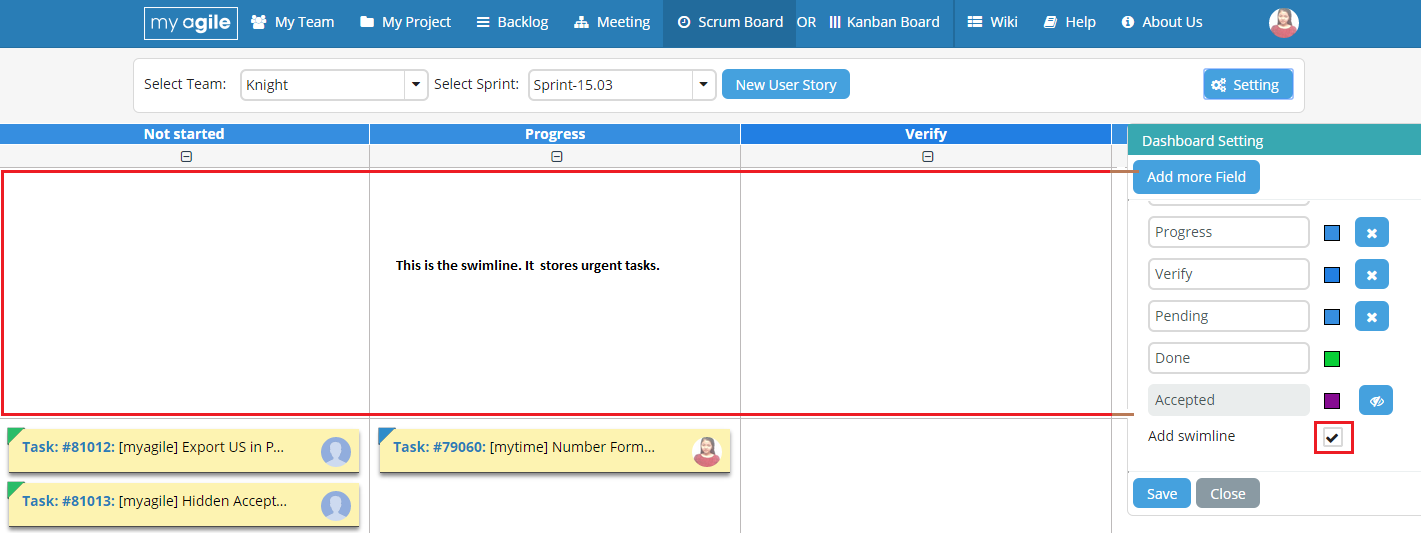 my agile My Team My Project Backlog Meeting Scrum Board OR Kanban Board Wiki Help About Us
Select Team: Knight Select Sprint: Sprint-15.03 New User Story Setting
Not started Progress Verify
Dashboard Setting
Add more Field
Progress
Verify
Pending
Done
Accepted
Add swimline
Save Close
This is the swimline. It stores urgent tasks.
Task: #81012: [myagile] Export US in P...
Task: #79060: [mytime] Number Form...
Task: #81013: [myagile] Hidden Accept...